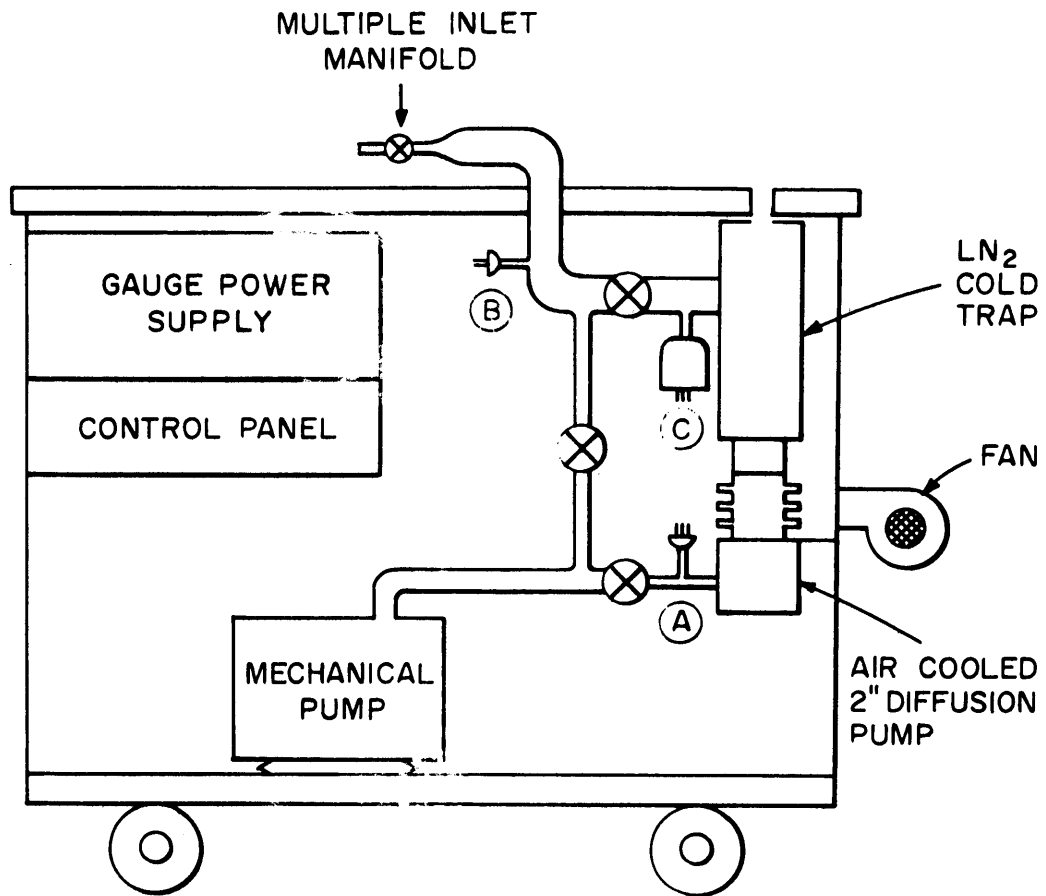 MULTIPLE INLET
MANIFOLD
GAUGE POWER
SUPPLY
CONTROL PANEL
B
C
LN₂
COLD
TRAP
FAN
A
MECHANICAL
PUMP
AIR COOLED
2" DIFFUSION
PUMP